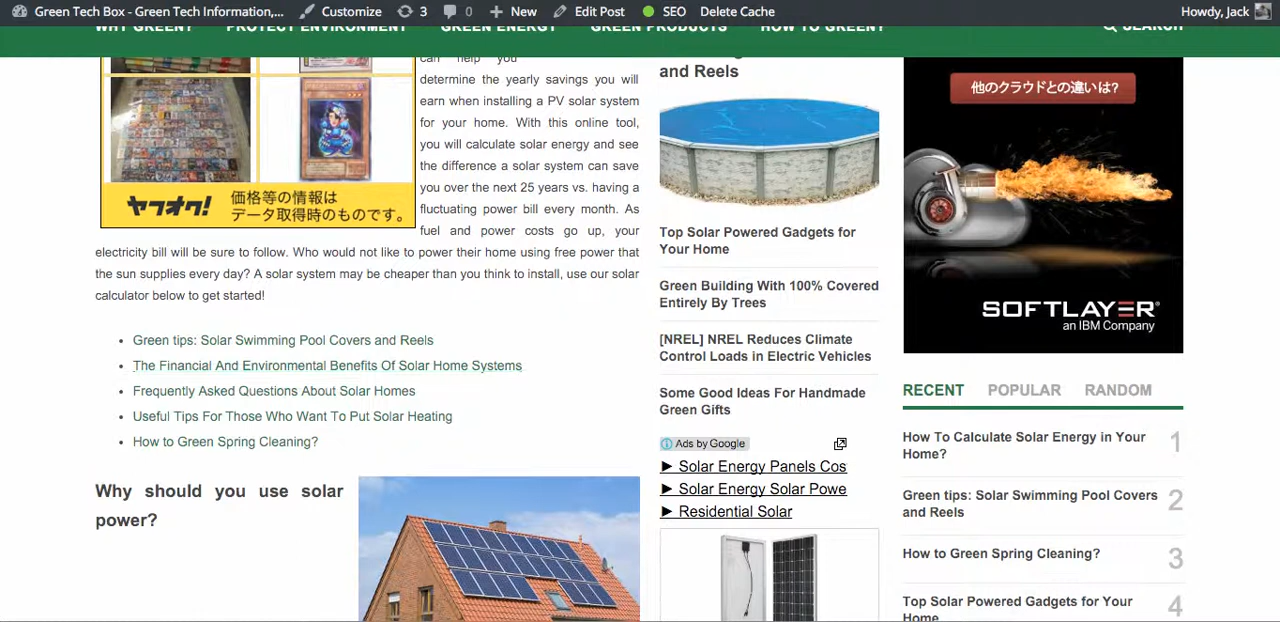 Green Tech Box - Green Tech Information,... Customize 3 0 New Edit Post SEO Delete Cache Howdy, Jack
WHY GREEN? PROTECT ENVIRONMENT GREEN ENERGY GREEN PRODUCTS HOW TO GREEN? SEARCH
can help you
determine the yearly savings you will
earn when installing a PV solar system
for your home. With this online tool,
you will calculate solar energy and see
the difference a solar system can save
you over the next 25 years vs. having a
fluctuating power bill every month. As
fuel and power costs go up, your
electricity bill will be sure to follow. Who would not like to power their home using free power that
the sun supplies every day? A solar system may be cheaper than you think to install, use our solar
calculator below to get started!
ヤフオク!
価格等の情報は
データ取得時のものです。
Green tips: Solar Swimming Pool Covers and Reels
The Financial And Environmental Benefits Of Solar Home Systems
Frequently Asked Questions About Solar Homes
Useful Tips For Those Who Want To Put Solar Heating
How to Green Spring Cleaning?
Why should you use solar
power?
and Reels
Top Solar Powered Gadgets for
Your Home
Green Building With 100% Covered
Entirely By Trees
[NREL] NREL Reduces Climate
Control Loads in Electric Vehicles
Some Good Ideas For Handmade
Green Gifts
Ads by Google
► Solar Energy Panels Cos
► Solar Energy Solar Powe
► Residential Solar
他のクラウドとの違いは?
SOFTLAYER®
an IBM Company
RECENT POPULAR RANDOM
How To Calculate Solar Energy in Your
Home?
1
Green tips: Solar Swimming Pool Covers
and Reels
2
How to Green Spring Cleaning?
3
Top Solar Powered Gadgets for Your
Home
4